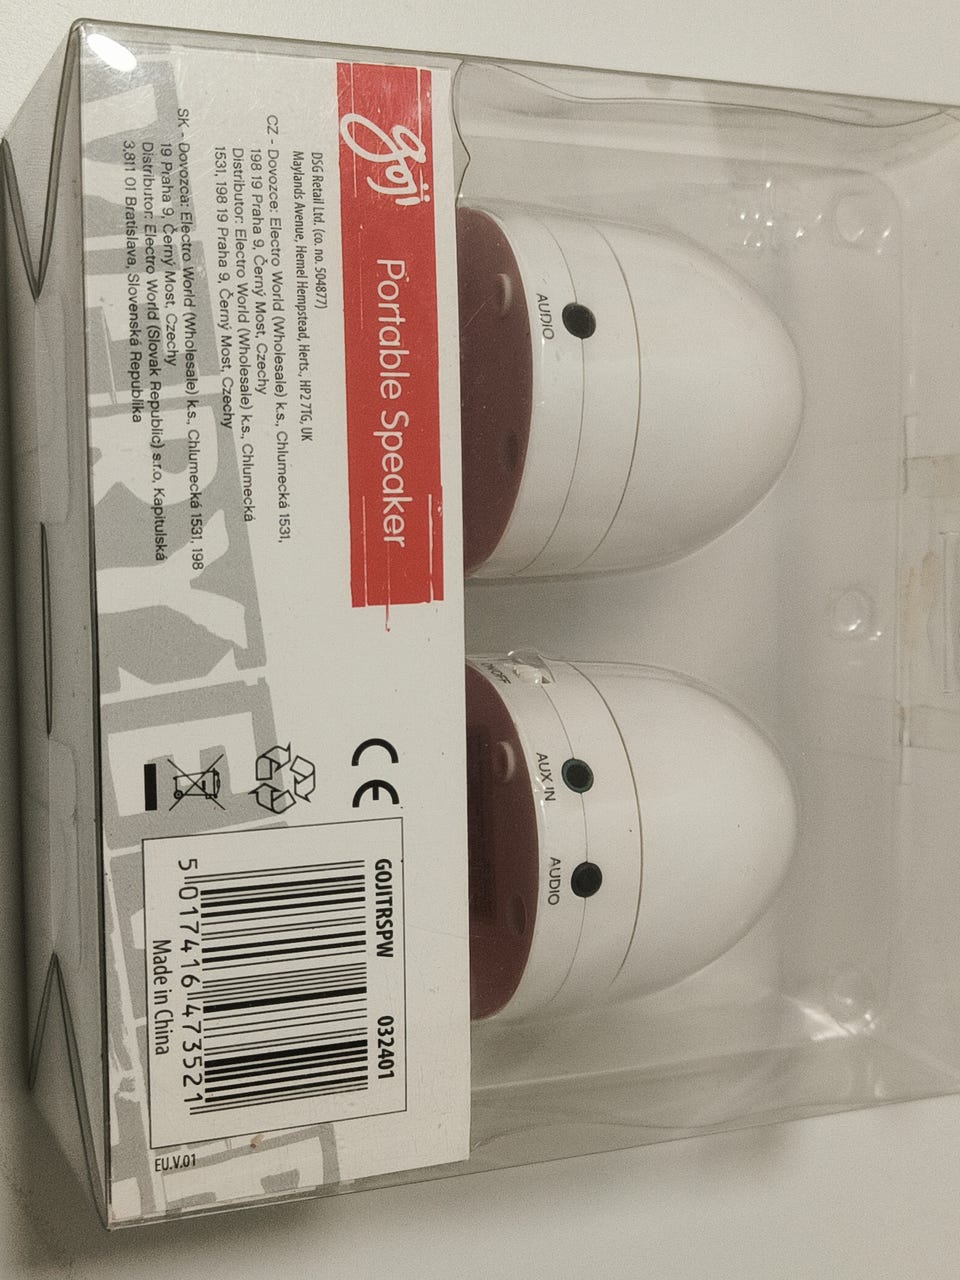 goji
Portable Speaker
DSG Retail Ltd, (co. no. 504877)
Maylands Avenue, Hemel Hempstead, Herts., HP2 7TG, UK
CZ - Dovozce: Electro World (Wholesale) k.s., Chlumecká 1531,
198 19 Praha 9, Černý Most, Czechy
Distributor: Electro World (Wholesale) k.s., Chlumecká
1531, 198 19 Praha 9, Černý Most, Czechy
SK - Dovozca: Electro World (Wholesale) k.s., Chlumecká 1531, 198
19 Praha 9, Černý Most, Czechy
Distributor: Electro World (Slovak Republic) s.r.o, Kapitulská
3,811 01 Bratislava, Slovenská Republika
CE
GOJITRSPW 032401
5 017416 473521
Made in China
EU.V.01
AUDIO
ON OFF
AUX IN
AUDIO